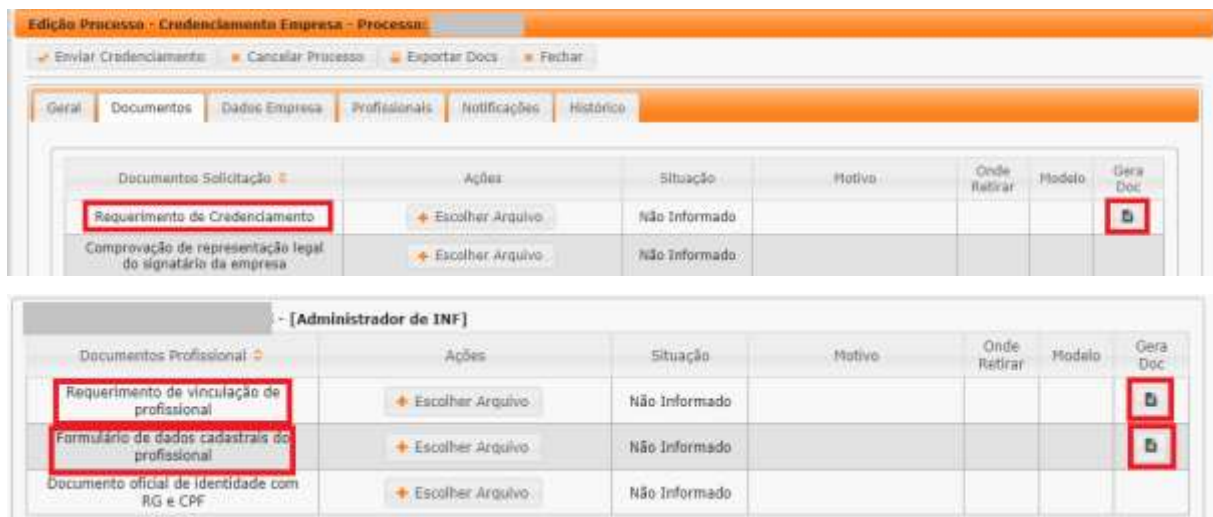 Edição Processo - Credenciamento Empresa - Processo:
Enviar Credenciamento Cancelar Processo Exportar Docs Fechar
Geral Documentos Dados Empresa Profissionais Notificações Histórico
Documentos Solicitação Ações Situação Motivo Onde Retirar Modelo Gera Doc
Requerimento de Credenciamento + Escolher Arquivo Não Informado
Comprovação de representação legal
do signatário da empresa + Escolher Arquivo Não Informado
- [Administrador de INF]
Documentos Profissional Ações Situação Motivo Onde Retirar Modelo Gera Doc
Requerimento de vinculação de
profissional + Escolher Arquivo Não Informado
Formulário de dados cadastrais do
profissional + Escolher Arquivo Não Informado
Documento oficial de identidade com
RG e CPF + Escolher Arquivo Não Informado